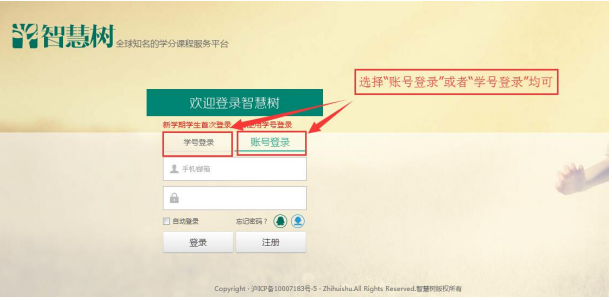 智慧树 全球知名的学分课程服务平台
选择“账号登录”或者“学号登录”均可
欢迎登录智慧树
新学期学生首次登录 用学号登录
学号登录 账号登录
手机/邮箱
自动登录 忘记密码？
登录 注册
Copyright · 沪ICP备10007183号-5 · Zhihuishu.All Rights Reserved.智慧树版权所有